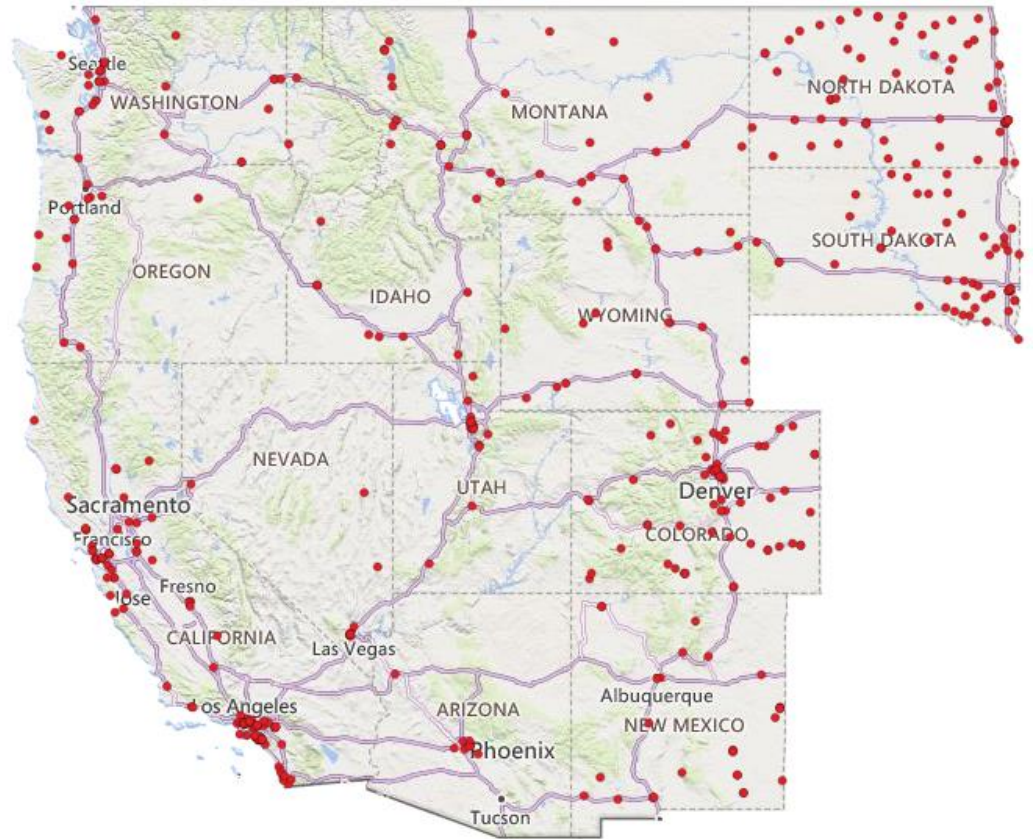 Seattle
WASHINGTON
MONTANA
NORTH DAKOTA
Portland
OREGON
IDAHO
SOUTH DAKOTA
WYOMING
NEVADA
UTAH
Denver
COLORADO
Sacramento
Francisco
Jose
Fresno
CALIFORNIA
Las Vegas
Los Angeles
ARIZONA
Albuquerque
NEW MEXICO
Phoenix
Tucson